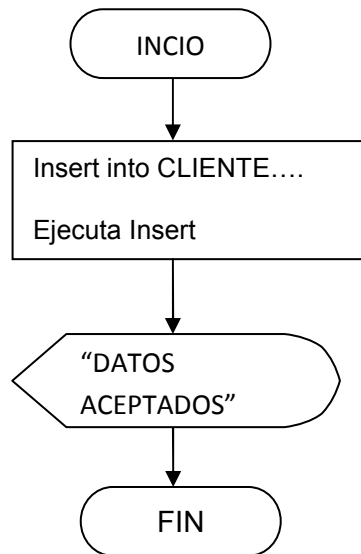 INCIO
Insert into CLIENTE….
Ejecuta Insert
“DATOS
ACEPTADOS”
FIN